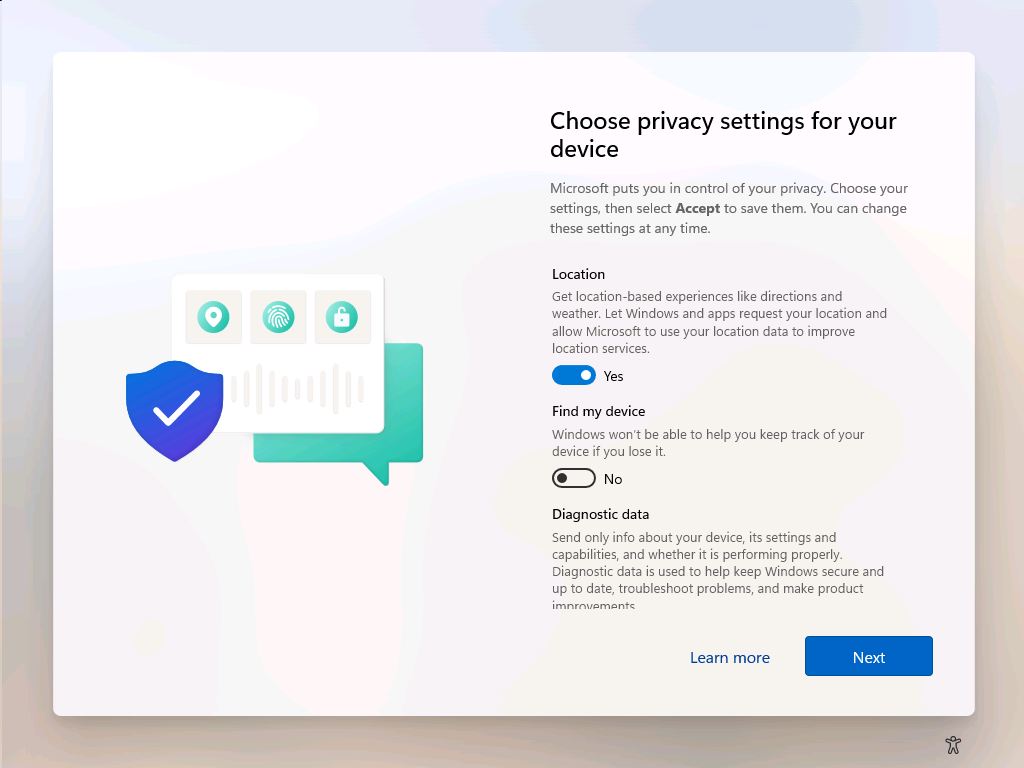 Choose privacy settings for your
device
Microsoft puts you in control of your privacy. Choose your
settings, then select Accept to save them. You can change
these settings at any time.
Location
Get location-based experiences like directions and
weather. Let Windows and apps request your location and
allow Microsoft to use your location data to improve
location services.
Yes
Find my device
Windows won't be able to help you keep track of your
device if you lose it.
No
Diagnostic data
Send only info about your device, its settings and
capabilities, and whether it is performing properly.
Diagnostic data is used to help keep Windows secure and
up to date, troubleshoot problems, and make product
improvements.
Learn more
Next